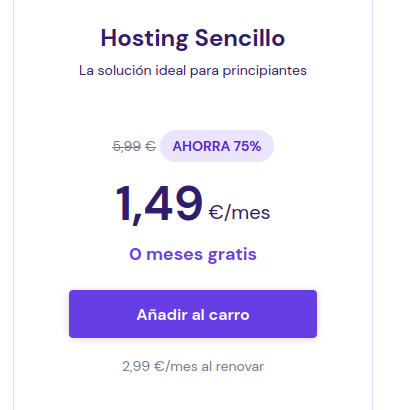 Hosting Sencillo
La solución ideal para principiantes
5,99 € AHORRA 75%
1,49 €/mes
0 meses gratis
Añadir al carro
2,99 €/mes al renovar